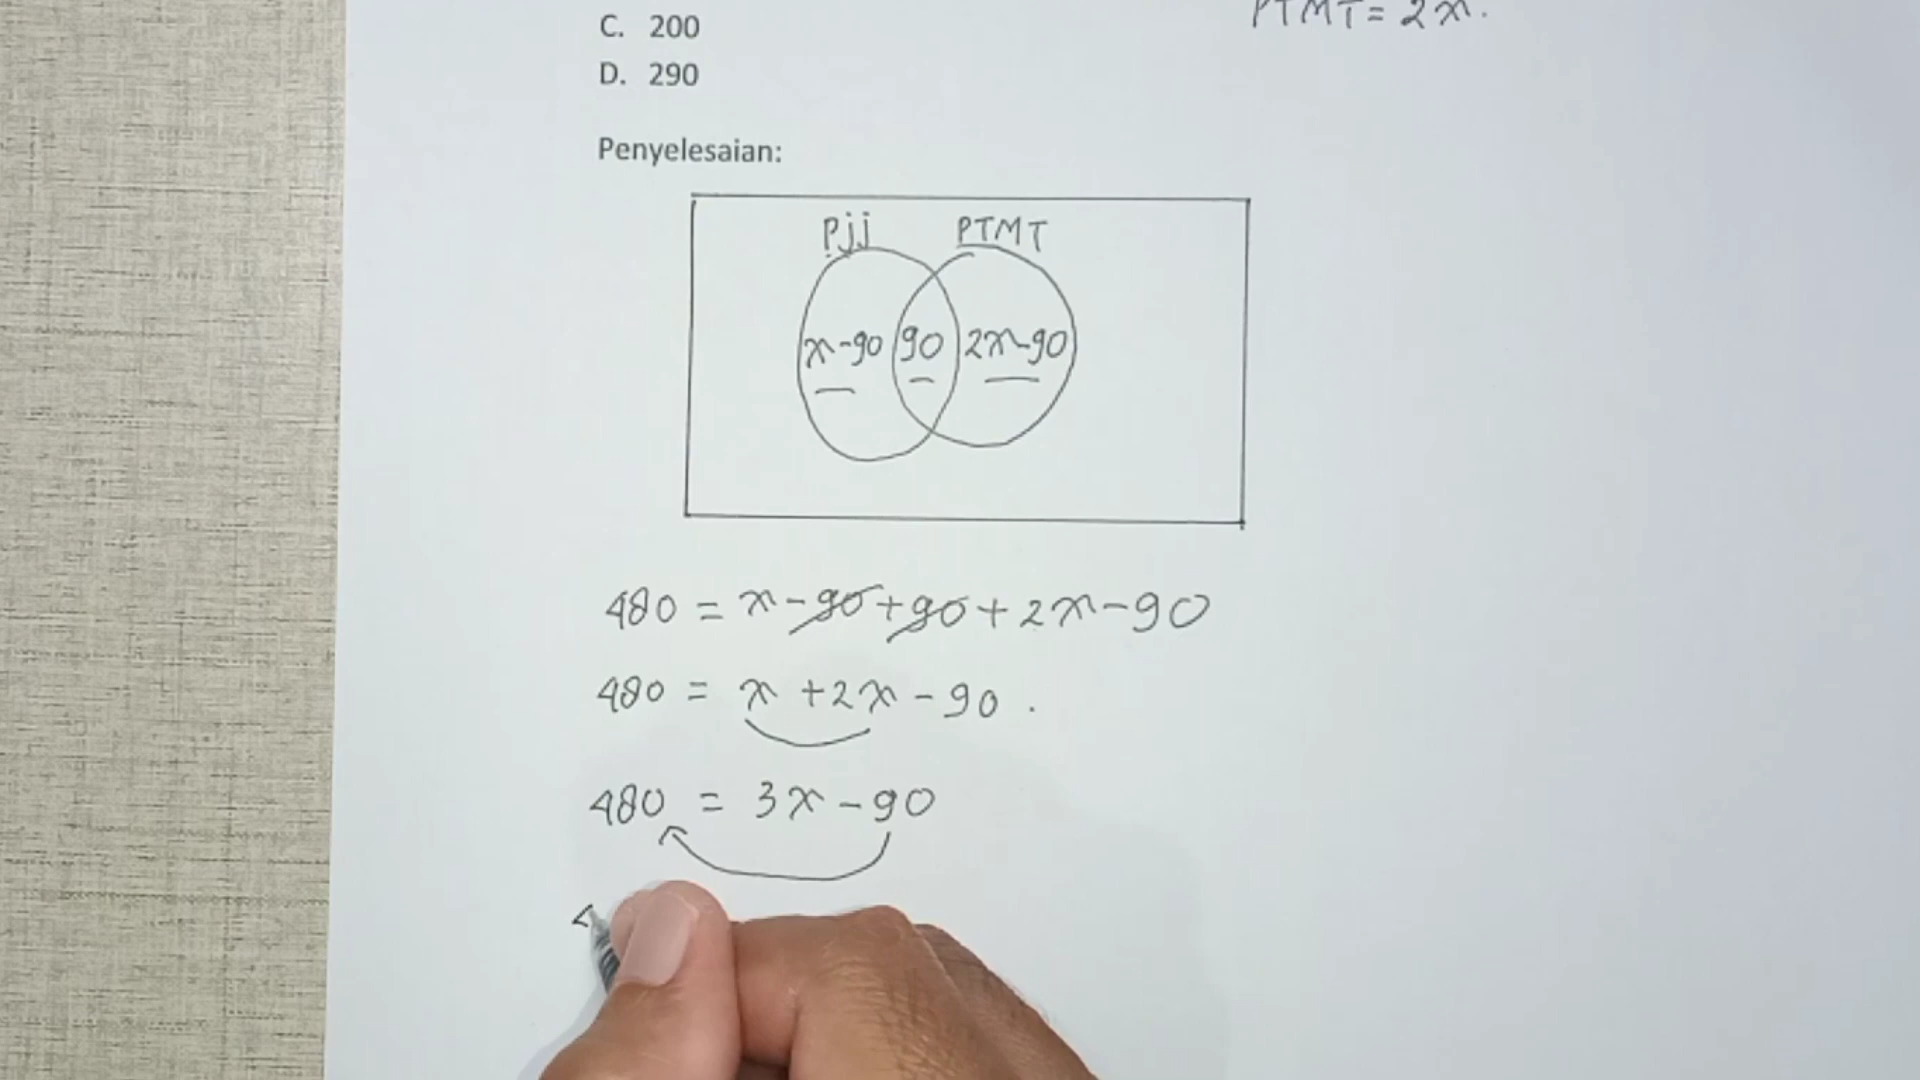 C. 200
PTMT = 2x.
D. 290
Penyelesaian:
Pjj PTMT
x-90 90 2x-90
480 = x-90+90+2x-90
480 = x +2x - 90 .
480 = 3x - 90